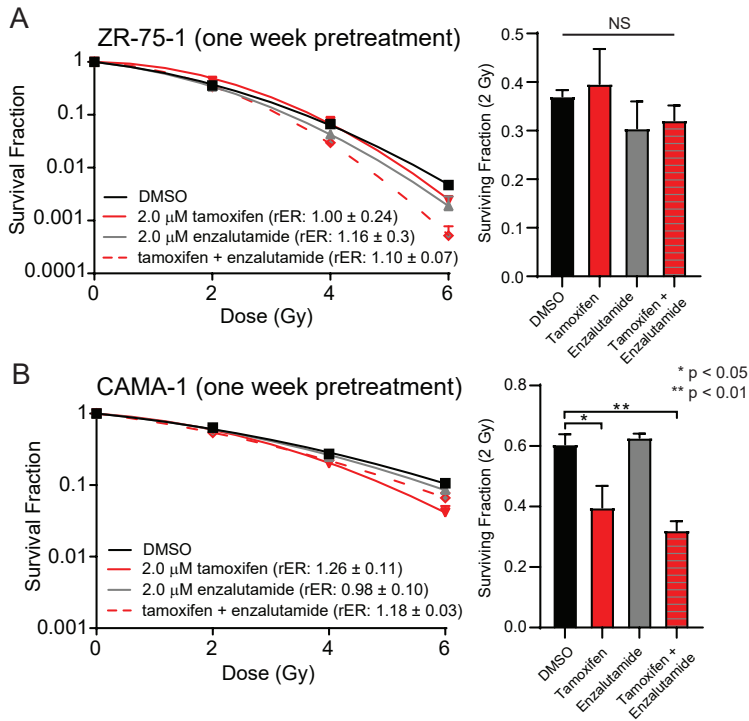 A
ZR-75-1 (one week pretreatment)
Survival Fraction
1
0.1
0.01
0.001
0.0001
DMSO
2.0 μM tamoxifen (rER: 1.00 ± 0.24)
2.0 μM enzalutamide (rER: 1.16 ± 0.3)
tamoxifen + enzalutamide (rER: 1.10 ± 0.07)
0 2 4 6
Dose (Gy)
NS
Surviving Fraction (2 Gy)
0.5
0.4
0.3
0.2
0.1
0.0
DMSO
Tamoxifen
Enzalutamide
Tamoxifen +
Enzalutamide
B
CAMA-1 (one week pretreatment)
Survival Fraction
1
0.1
0.01
0.001
DMSO
2.0 μM tamoxifen (rER: 1.26 ± 0.11)
2.0 μM enzalutamide (rER: 0.98 ± 0.10)
tamoxifen + enzalutamide (rER: 1.18 ± 0.03)
0 2 4 6
Dose (Gy)
* p < 0.05
** p < 0.01
**
*
Surviving Fraction (2 Gy)
0.8
0.6
0.4
0.2
0.0
DMSO
Tamoxifen
Enzalutamide
Tamoxifen +
Enzalutamide